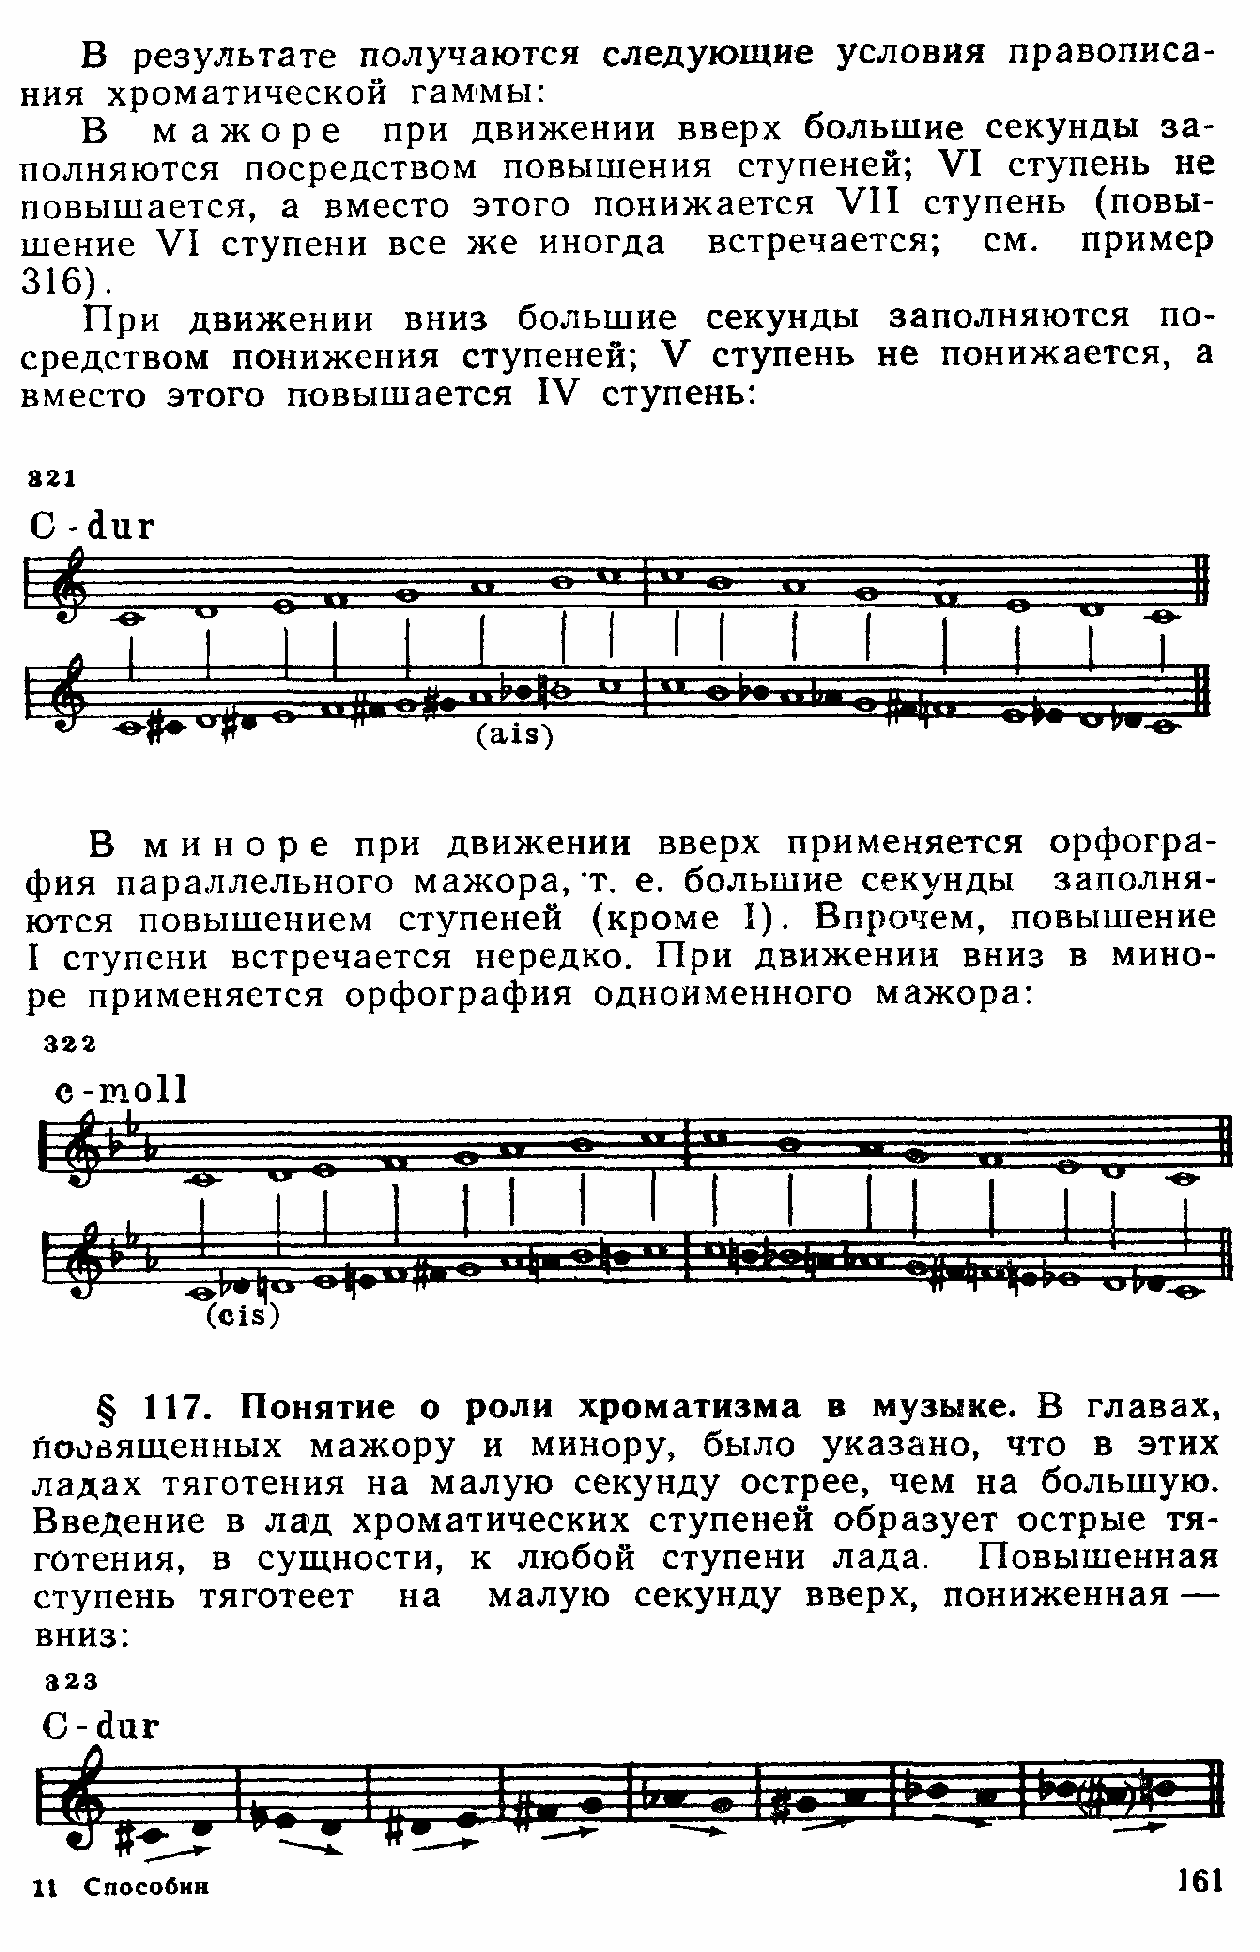 В результате получаются следующие условия правописа-
ния хроматической гаммы:
В мажоре при движении вверх большие секунды за-
полняются посредством повышения ступеней; VI ступень не
повышается, а вместо этого понижается VII ступень (повы-
шение VI ступени все же иногда встречается; см. пример
316).
При движении вниз большие секунды заполняются по-
средством понижения ступеней; V ступень не понижается, а
вместо этого повышается IV ступень:
321
C-dur
(ais)
В миноре при движении вверх применяется орфогра-
фия параллельного мажора, т. е. большие секунды заполня-
ются повышением ступеней (кроме I). Впрочем, повышение
I ступени встречается нередко. При движении вниз в мино-
ре применяется орфография одноименного мажора:
322
c-moll
(cis)
§ 117. Понятие о роли хроматизма в музыке. В главах,
посвященных мажору и минору, было указано, что в этих
ладах тяготения на малую секунду острее, чем на большую.
Введение в лад хроматических ступеней образует острые тя-
готения, в сущности, к любой ступени лада. Повышенная
ступень тяготеет на малую секунду вверх, пониженная —
вниз:
323
C-dur
11 Способин
161